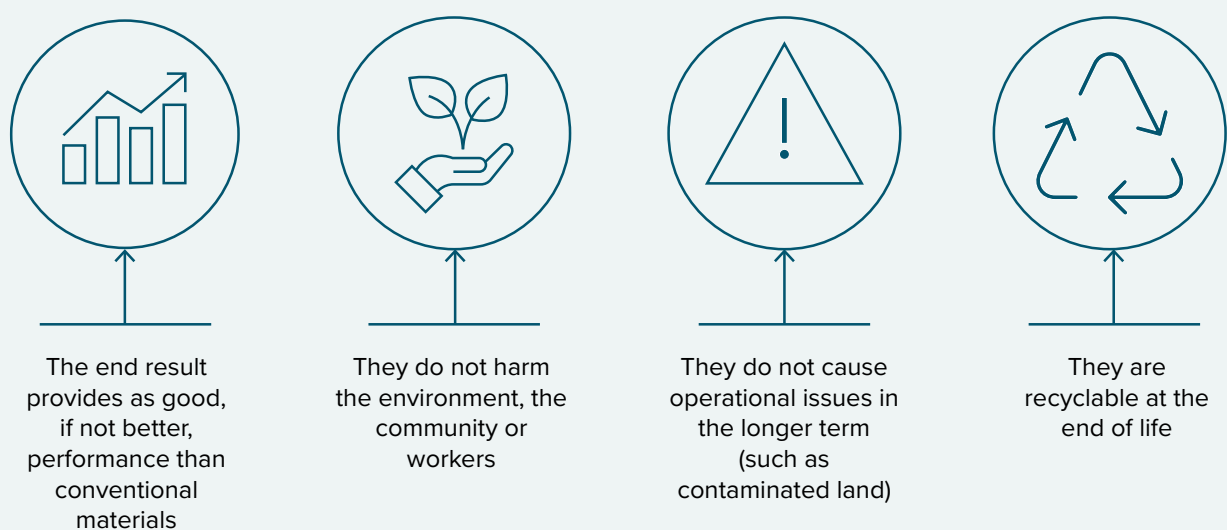 The end result
provides as good,
if not better,
performance than
conventional
materials
They do not harm
the environment, the
community or
workers
They do not cause
operational issues in
the longer term
(such as
contaminated land)
They are
recyclable at the
end of life